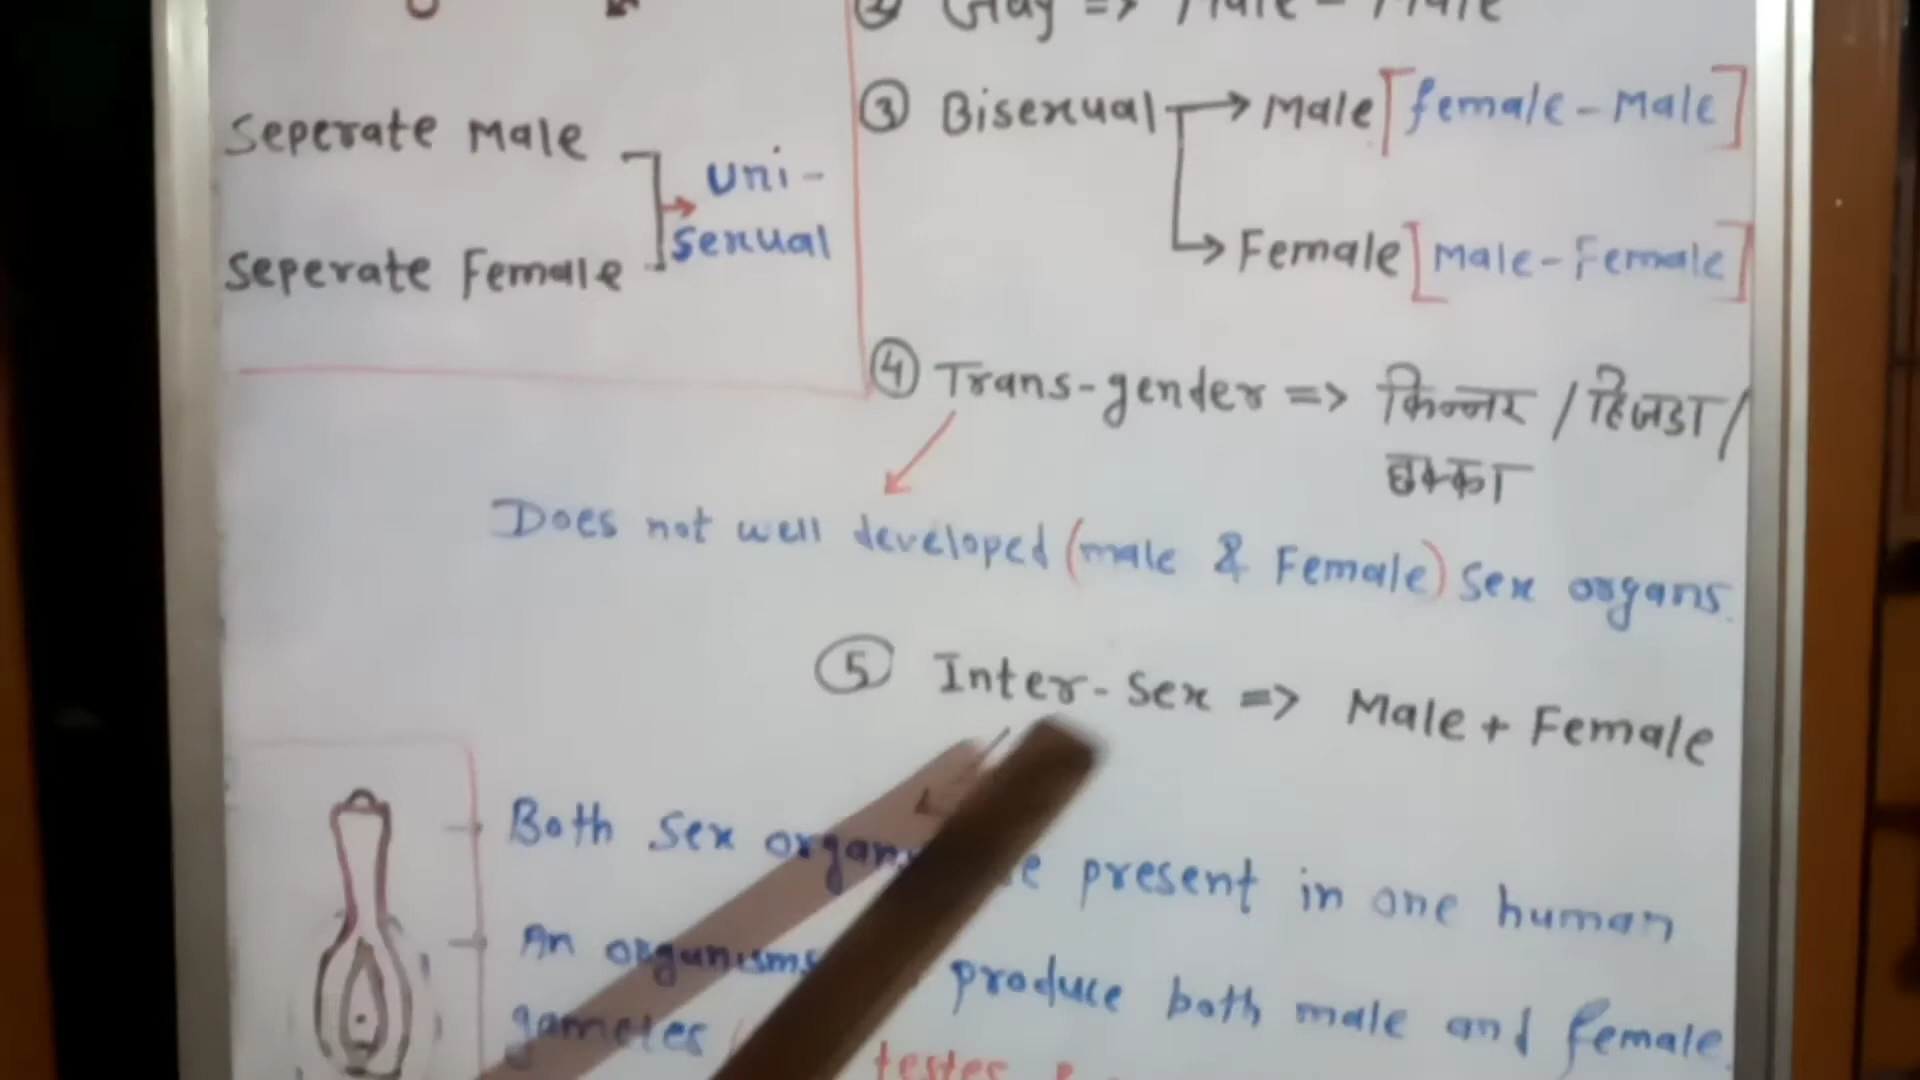 ② Gay => Male - Male
Seperate Male
Seperate Female
uni-
sexual
③ Bisexual → Male [female - Male]
→ Female [Male - Female]
④ Trans-gender => किन्नर / हिजडा /
छक्का
Does not well developed (male & Female) sex organs.
⑤ Inter-sex => Male + Female
Both sex organ present in one human
An organisms produce both male and female
gametes testes